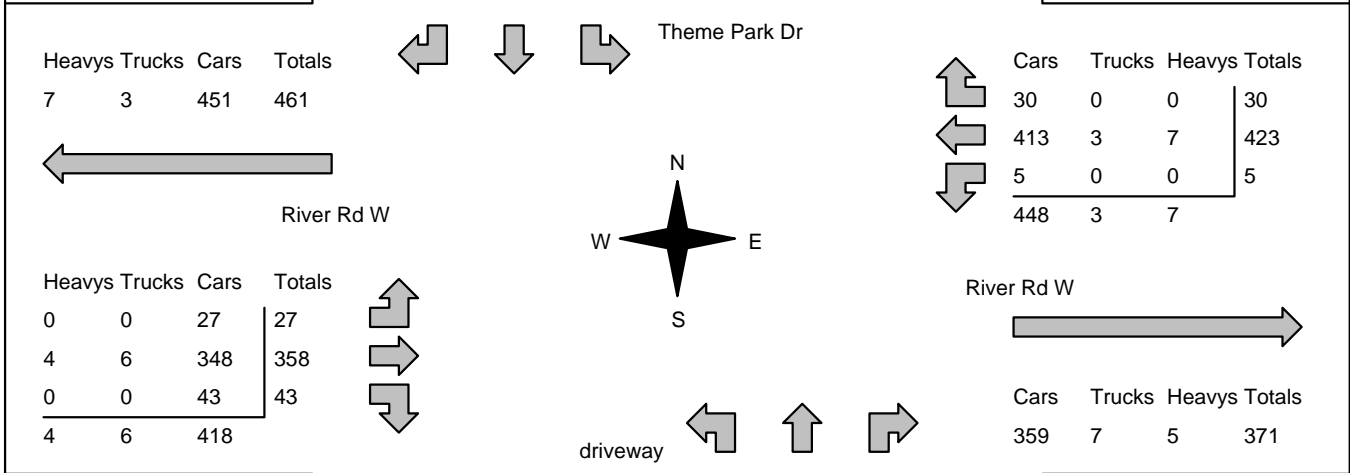 Theme Park Dr
Heavys Trucks Cars Totals
7 3 451 461
River Rd W
Heavys Trucks Cars Totals
0 0 27 27
4 6 348 358
0 0 43 43
4 6 418
N
W E
S
Cars Trucks Heavys Totals
30 0 0 30
413 3 7 423
5 0 0 5
448 3 7
River Rd W
Cars Trucks Heavys Totals
359 7 5 371
driveway